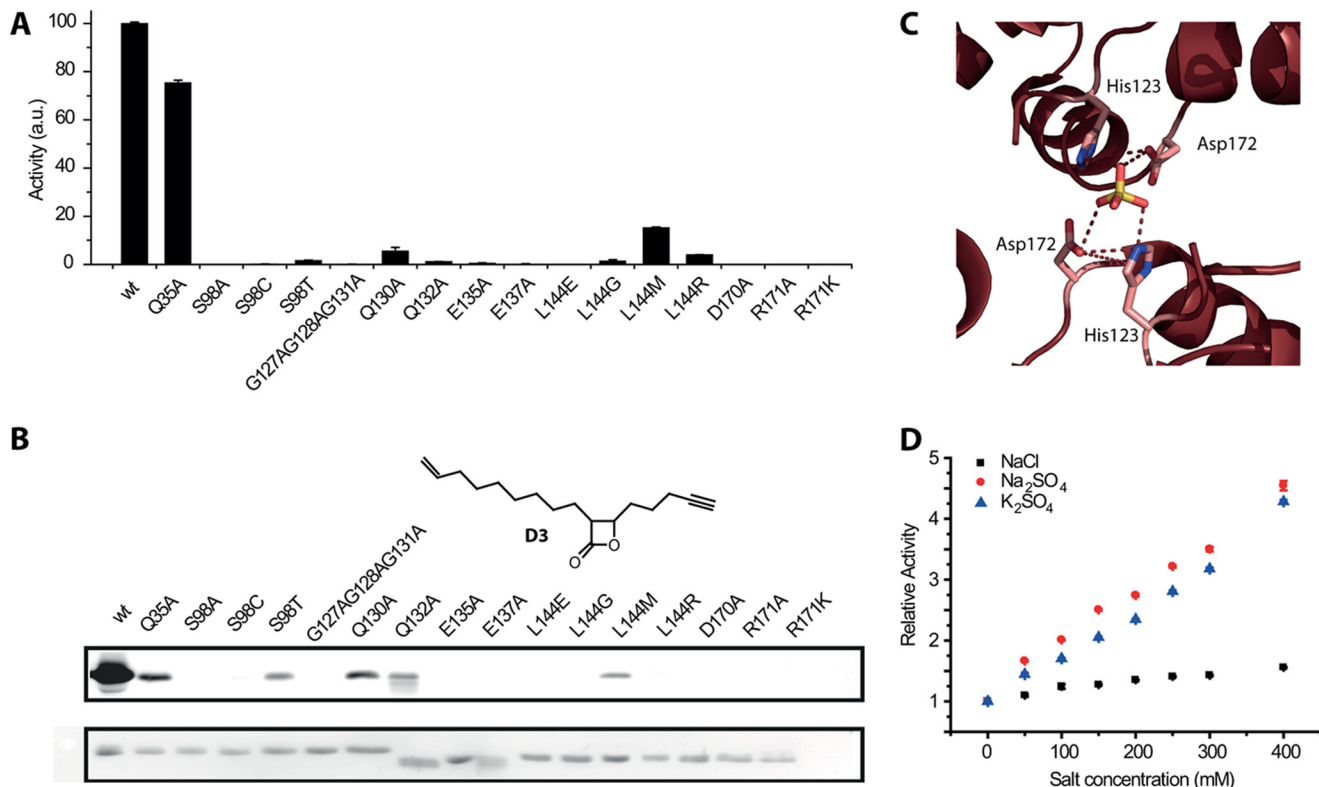 A
100
80
60
40
20
0
Activity (a.u.)
wt
Q35A
S98A
S98C
S98T
G127AG128AG131A
Q130A
Q132A
E135A
E137A
L144E
L144G
L144M
L144R
D170A
R171A
R171K
C
His123
Asp172
Asp172
His123
B
D3
O
O
wt
Q35A
S98A
S98C
S98T
G127AG128AG131A
Q130A
Q132A
E135A
E137A
L144E
L144G
L144M
L144R
D170A
R171A
R171K
D
NaCl
Na₂SO₄
K₂SO₄
5
4
3
2
1
Relative Activity
0 100 200 300 400
Salt concentration (mM)